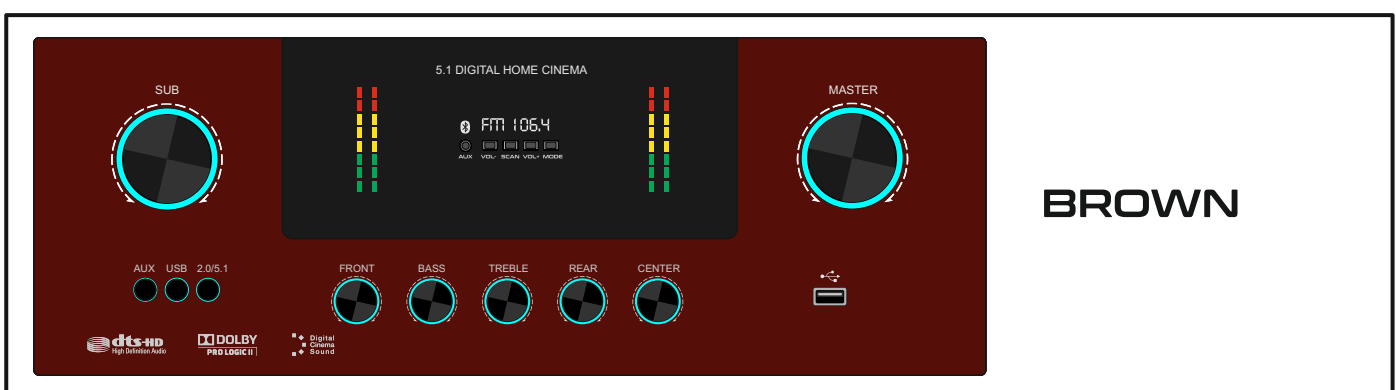 5.1 DIGITAL HOME CINEMA
SUB
MASTER
FM 106.4
AUX VOL- SCAN VOL+ MODE
BROWN
AUX USB 2.0/5.1
FRONT BASS TREBLE REAR CENTER
dts-HD
High Definition Audio
DOLBY
PRO LOGIC II
Digital
Cinema
Sound